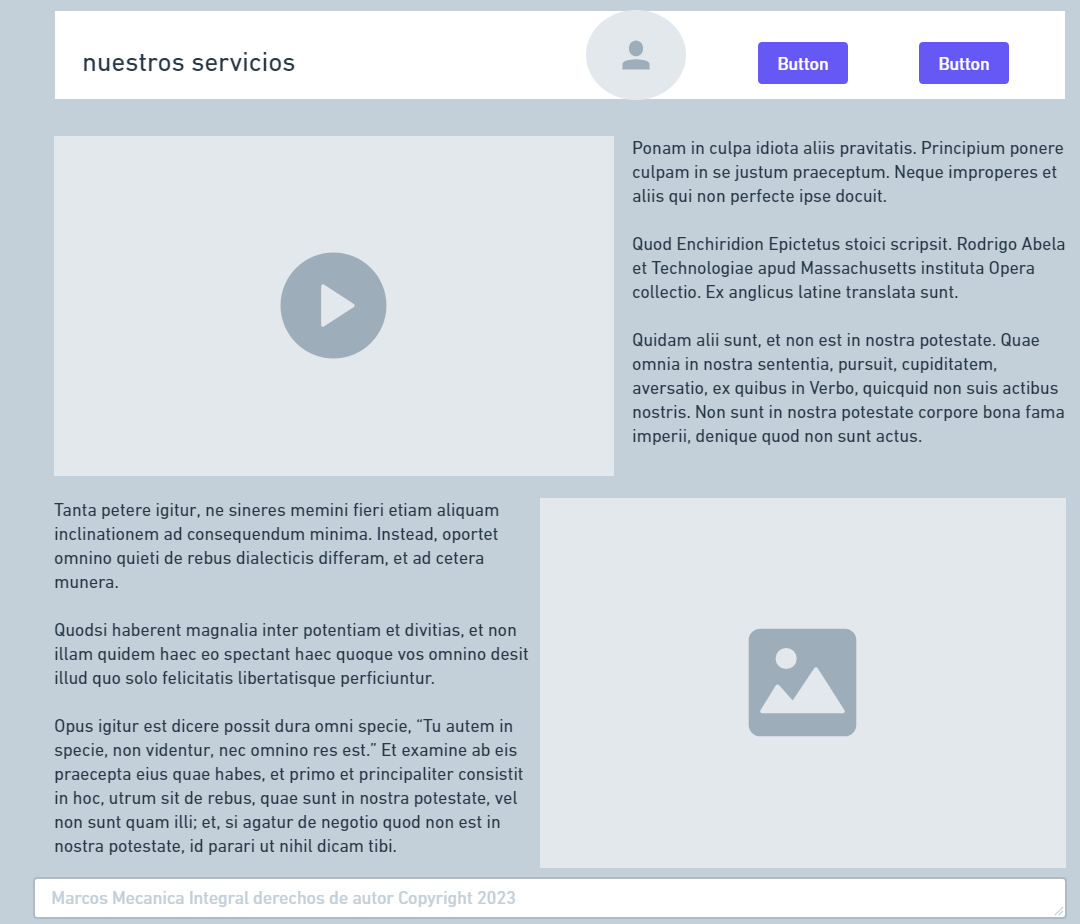 nuestros servicios
Button
Button
Ponam in culpa idiota aliis pravitatis. Principium ponere
culpam in se justum praeceptum. Neque improperes et
aliis qui non perfecte ipse docuit.
Quod Enchiridion Epictetus stoici scripsit. Rodrigo Abela
et Technologiae apud Massachusetts instituta Opera
collectio. Ex anglicus latine translata sunt.
Quidam alii sunt, et non est in nostra potestate. Quae
omnia in nostra sententia, pursuit, cupiditatem,
aversatio, ex quibus in Verbo, quicquid non suis actibus
nostris. Non sunt in nostra potestate corpore bona fama
imperii, denique quod non sunt actus.
Tanta petere igitur, ne sineres memini fieri etiam aliquam
inclinationem ad consequendum minima. Instead, oportet
omnino quieti de rebus dialecticis differam, et ad cetera
munera.
Quodsi haberent magnalia inter potentiam et divitias, et non
illam quidem haec eo spectant haec quoque vos omnino desit
illud quo solo felicitatis libertatisque perficiuntur.
Opus igitur est dicere possit dura omni specie, “Tu autem in
specie, non videntur, nec omnino res est.” Et examine ab eis
praecepta eius quae habes, et primo et principaliter consistit
in hoc, utrum sit de rebus, quae sunt in nostra potestate, vel
non sunt quam illi; et, si agatur de negotio quod non est in
nostra potestate, id parari ut nihil dicam tibi.
Marcos Mecanica Integral derechos de autor Copyright 2023